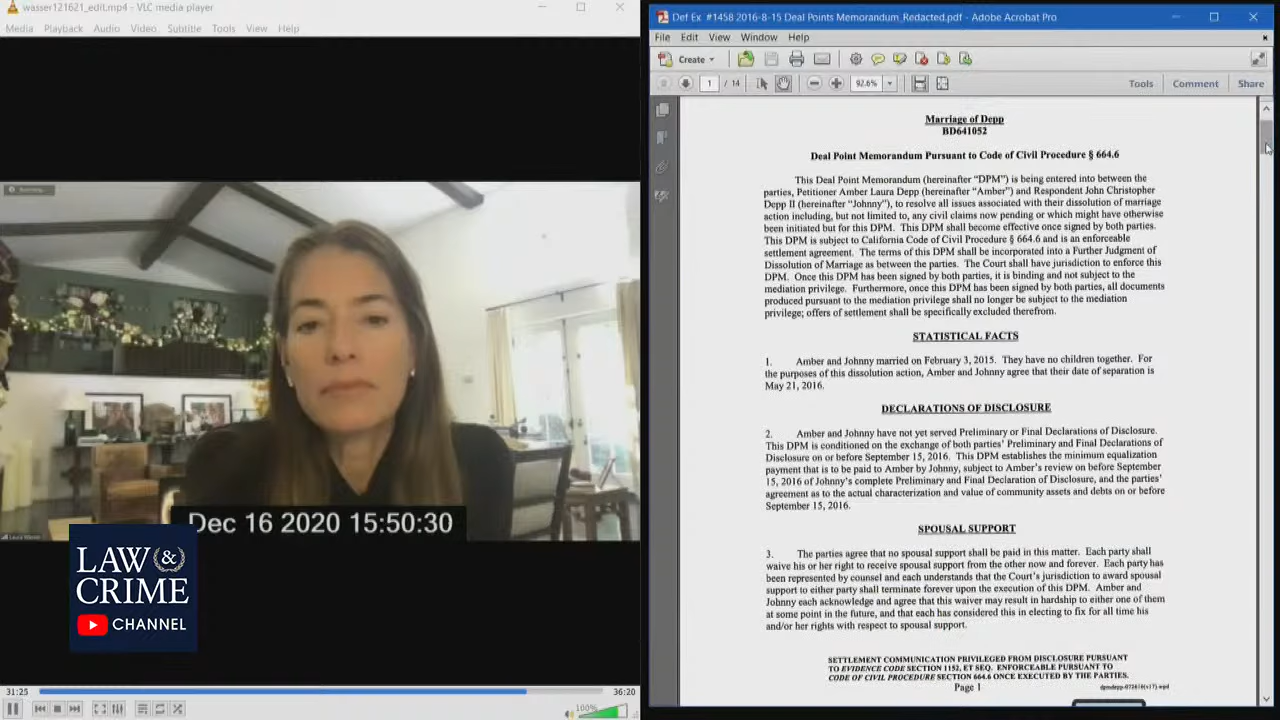 wasser121621_edit.mp4 - VLC media player
Media Playback Audio Video Subtitle Tools View Help
Dec 16 2020 15:50:30
LAW &
CRIME
CHANNEL
31:25
36:20
100%
Def Ex #1458 2016-8-15 Deal Points Memorandum_Redacted.pdf - Adobe Acrobat Pro
File Edit View Window Help
Create
1 / 14
92.6%
Tools Comment Share
Marriage of Depp
BD641052
Deal Point Memorandum Pursuant to Code of Civil Procedure § 664.6
This Deal Point Memorandum (hereinafter “DPM”) is being entered into between the
parties, Petitioner Amber Laura Depp (hereinafter “Amber”) and Respondent John Christopher
Depp II (hereinafter “Johnny”), to resolve all issues associated with their dissolution of marriage
action including, but not limited to, any civil claims now pending or which might have otherwise
been initiated but for this DPM. This DPM shall become effective once signed by both parties.
This DPM is subject to California Code of Civil Procedure § 664.6 and is an enforceable
settlement agreement. The terms of this DPM shall be incorporated into a Further Judgment of
Dissolution of Marriage as between the parties. The Court shall have jurisdiction to enforce this
DPM. Once this DPM has been signed by both parties, it is binding and not subject to the
mediation privilege. Furthermore, once this DPM has been signed by both parties, all documents
produced pursuant to the mediation privilege shall no longer be subject to the mediation
privilege; offers of settlement shall be specifically excluded therefrom.
STATISTICAL FACTS
1. Amber and Johnny married on February 3, 2015. They have no children together. For
the purposes of this dissolution action, Amber and Johnny agree that their date of separation is
May 21, 2016.
DECLARATIONS OF DISCLOSURE
2. Amber and Johnny have not yet served Preliminary or Final Declarations of Disclosure.
This DPM is conditioned on the exchange of both parties’ Preliminary and Final Declarations of
Disclosure on or before September 15, 2016. This DPM establishes the minimum equalization
payment that is to be paid to Amber by Johnny, subject to Amber’s review on before September
15, 2016 of Johnny’s complete Preliminary and Final Declaration of Disclosure, and the parties’
agreement as to the actual characterization and value of community assets and debts on or before
September 15, 2016.
SPOUSAL SUPPORT
3. The parties agree that no spousal support shall be paid in this matter. Each party shall
waive his or her right to receive spousal support from the other now and forever. Each party has
been represented by counsel and each understands that the Court’s jurisdiction to award spousal
support to either party shall terminate forever upon the execution of this DPM. Amber and
Johnny each acknowledge and agree that this waiver may result in hardship to either one of them
at some point in the future, and that each has considered this in electing to fix for all time his
and/or her rights with respect to spousal support.
SETTLEMENT COMMUNICATION PRIVILEGED FROM DISCLOSURE PURSUANT
TO EVIDENCE CODE SECTION 1152, ET SEQ. ENFORCEABLE PURSUANT TO
CODE OF CIVIL PROCEDURE SECTION 664.6 ONCE EXECUTED BY THE PARTIES.
Page 1